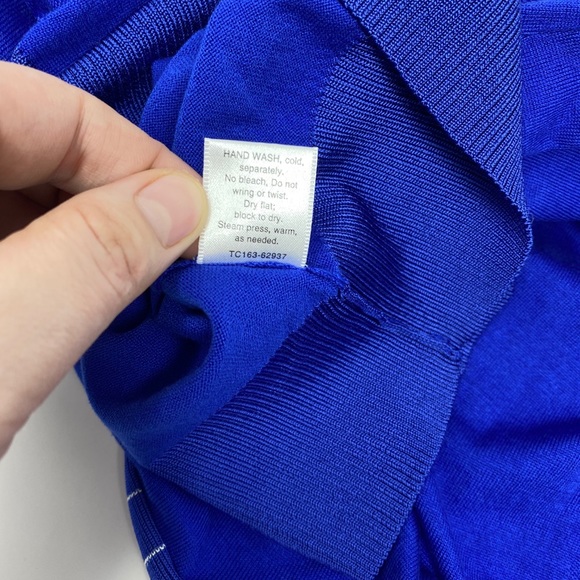 HAND WASH, cold,
separately.
No bleach, Do not
wring or twist.
Dry flat;
block to dry.
Steam press, warm,
as needed.
TC163-62937